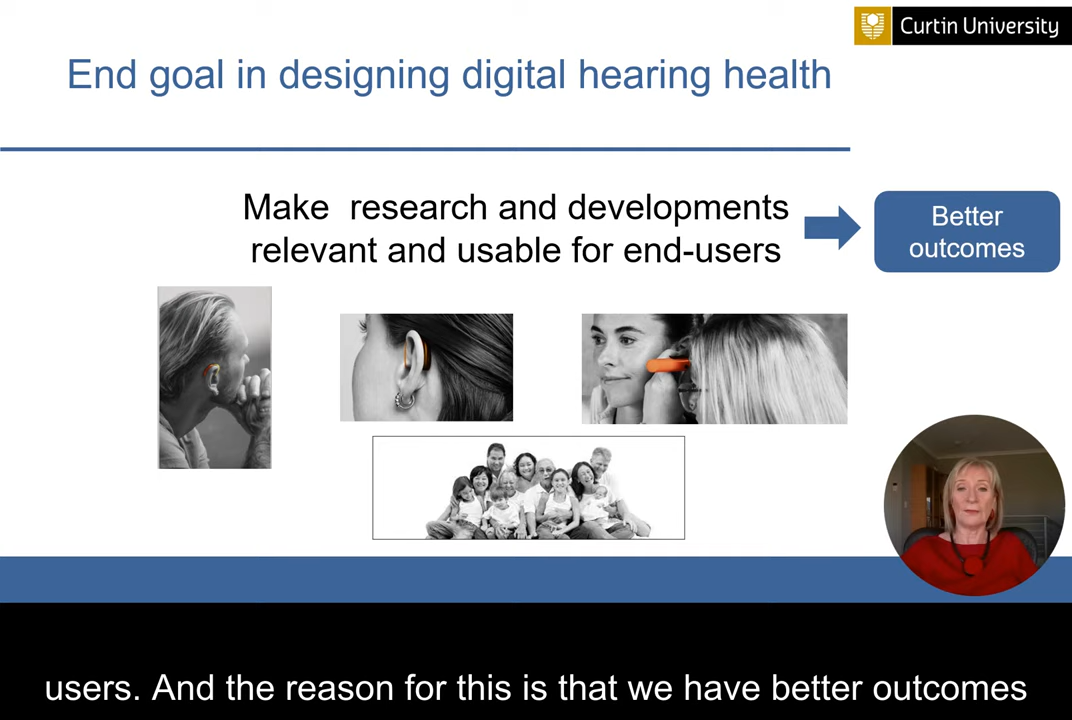 Curtin University
End goal in designing digital hearing health
Make research and developments
relevant and usable for end-users
Better
outcomes
users. And the reason for this is that we have better outcomes